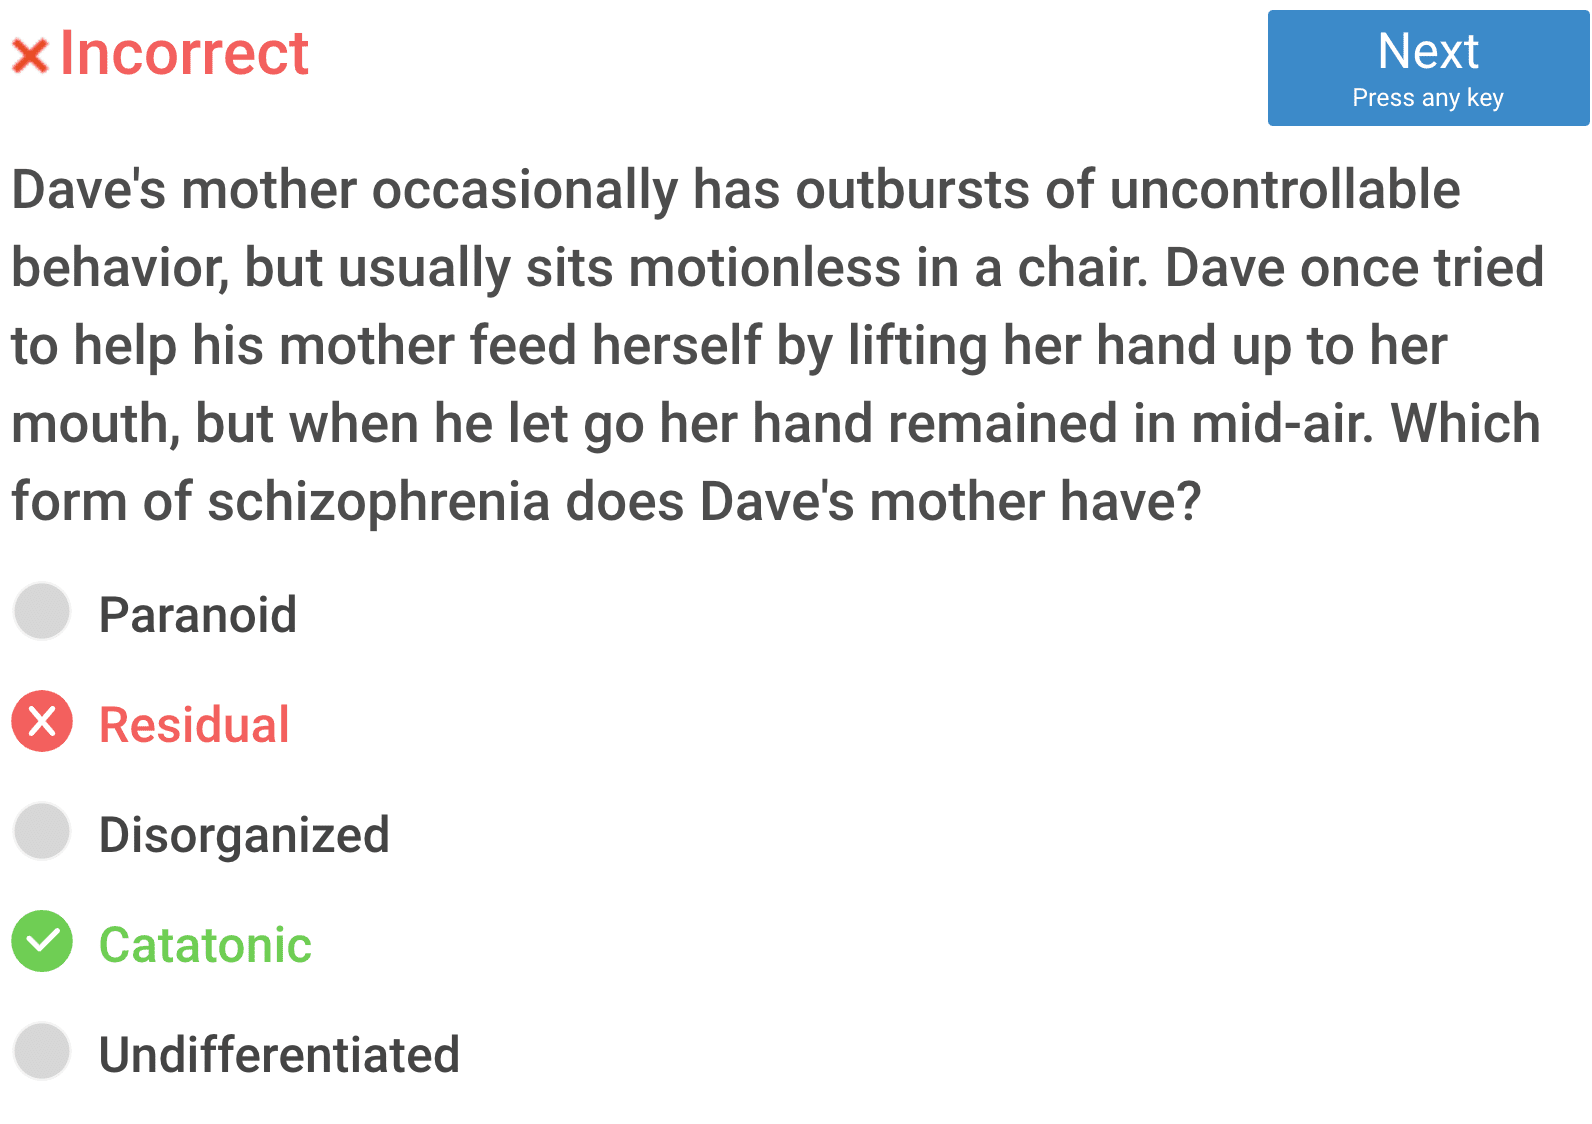 Incorrect
Next
Press any key
Dave's mother occasionally has outbursts of uncontrollable
behavior, but usually sits motionless in a chair. Dave once tried
to help his mother feed herself by lifting her hand up to her
mouth, but when he let go her hand remained in mid-air. Which
form of schizophrenia does Dave's mother have?
Paranoid
Residual
Disorganized
Catatonic
Undifferentiated